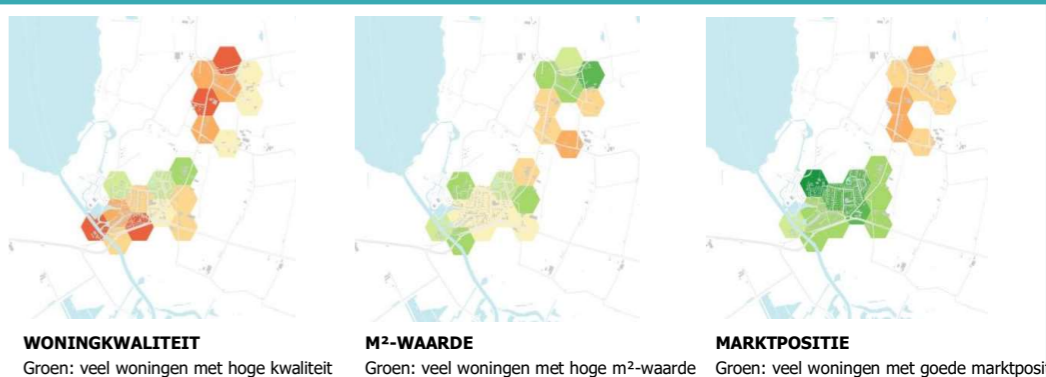 WONINGKWALITEIT
Groen: veel woningen met hoge kwaliteit
M²-WAARDE
Groen: veel woningen met hoge m²-waarde
MARKTPOSITIE
Groen: veel woningen met goede marktposit